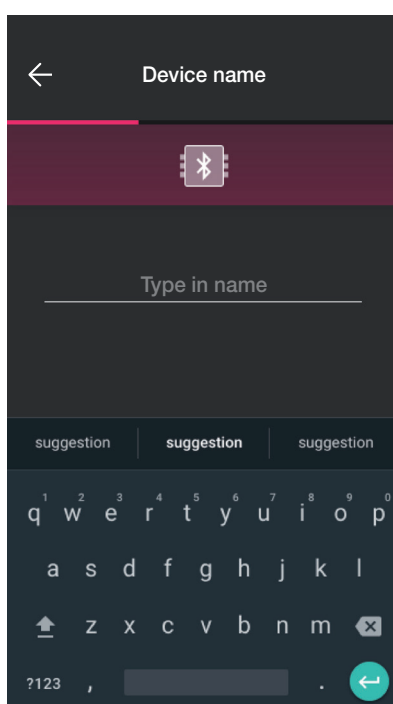 Device name
Type in name
suggestion suggestion suggestion
1 2 3 4 5 6 7 8 9 0
q w e r t y u i o p
a s d f g h j k l
z x c v b n m
?123 , .